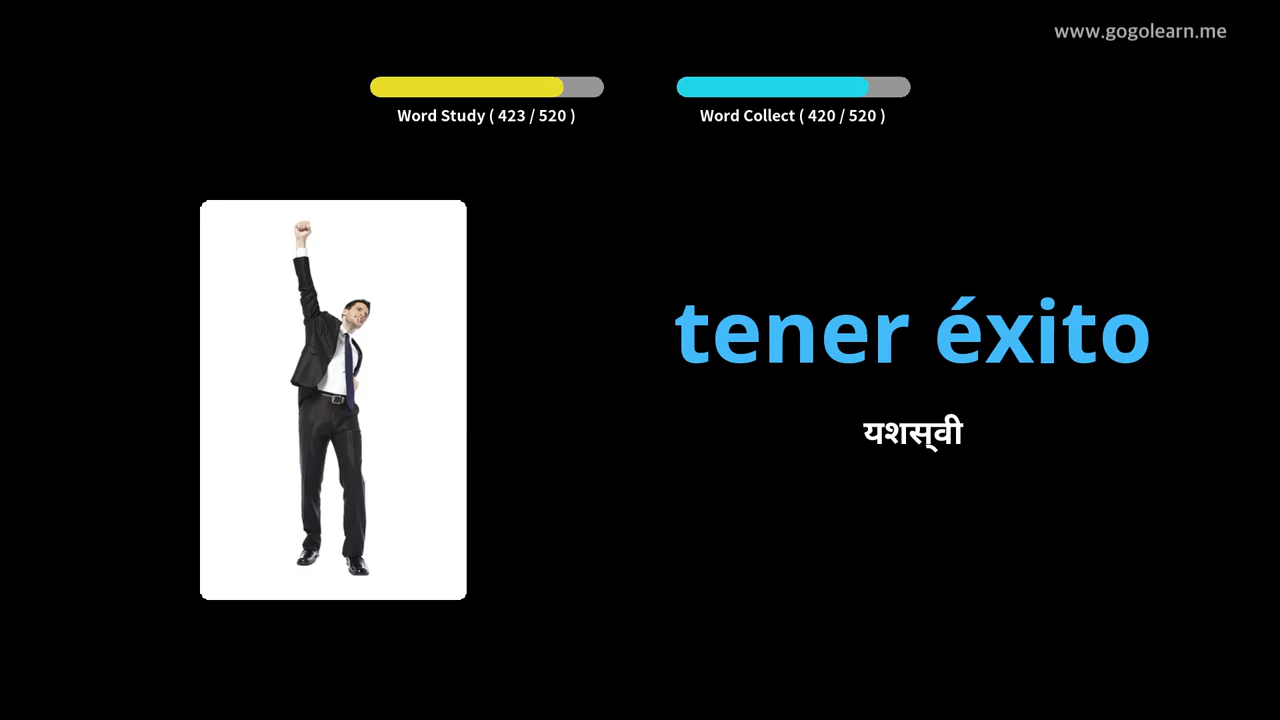 www.gogolearn.me
Word Study ( 423 / 520 )
Word Collect ( 420 / 520 )
tener éxito
यशस्वी